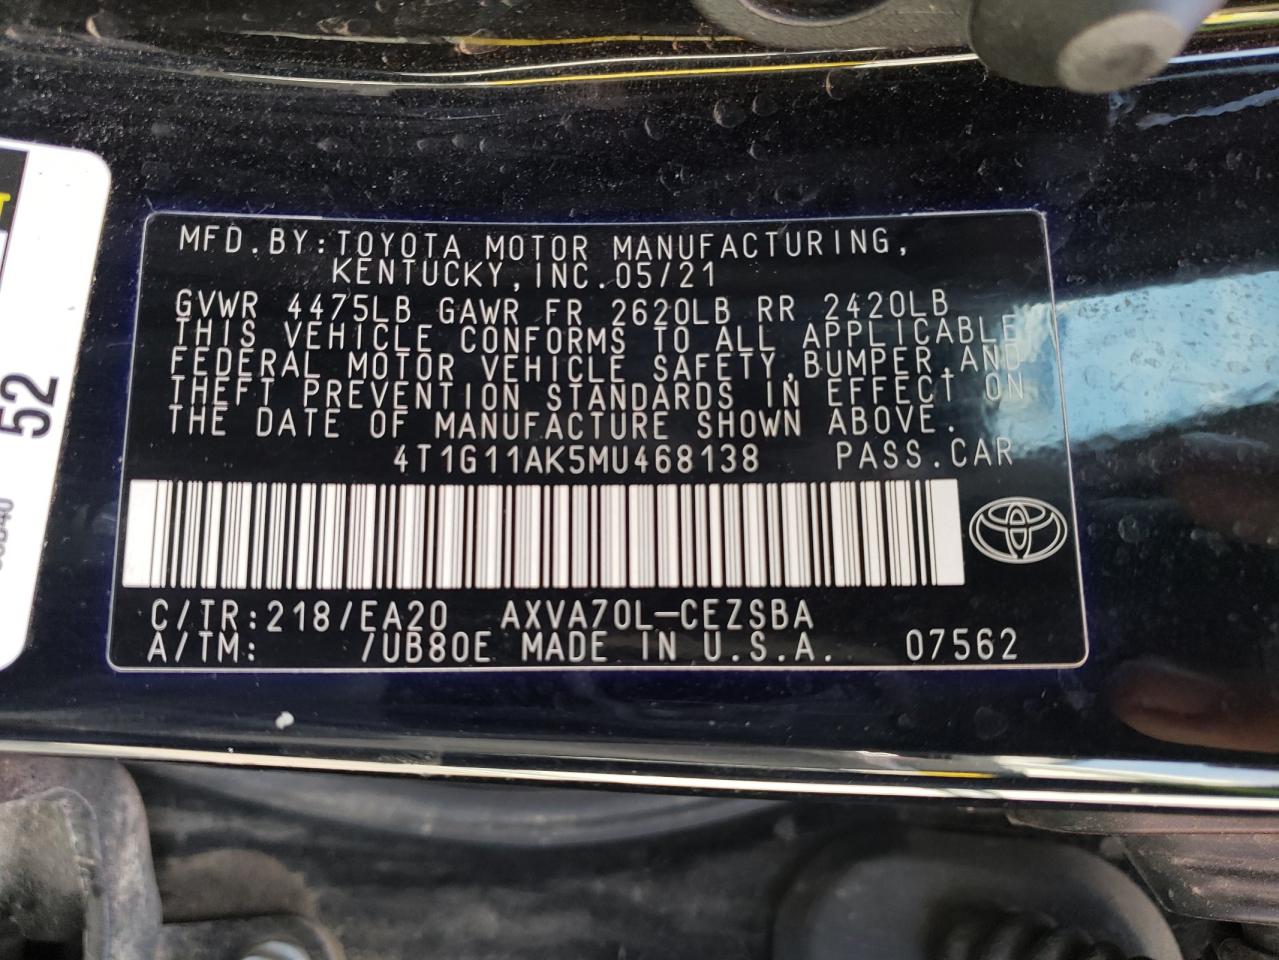 MFD.BY:TOYOTA MOTOR MANUFACTURING,
KENTUCKY,INC.05/21
GVWR 4475LB GAWR FR 2620LB RR 2420LB
THIS VEHICLE CONFORMS TO ALL APPLICABLE
FEDERAL MOTOR VEHICLE SAFETY,BUMPER,AND
THEFT PREVENTION STANDARDS IN EFFECT ON
THE DATE OF MANUFACTURE SHOWN ABOVE.
4T1G11AK5MU468138 PASS.CAR
C/TR:218/EA20 AXVA70L-CEZSBA
A/TM: /UB80E MADE IN U.S.A. 07562
52